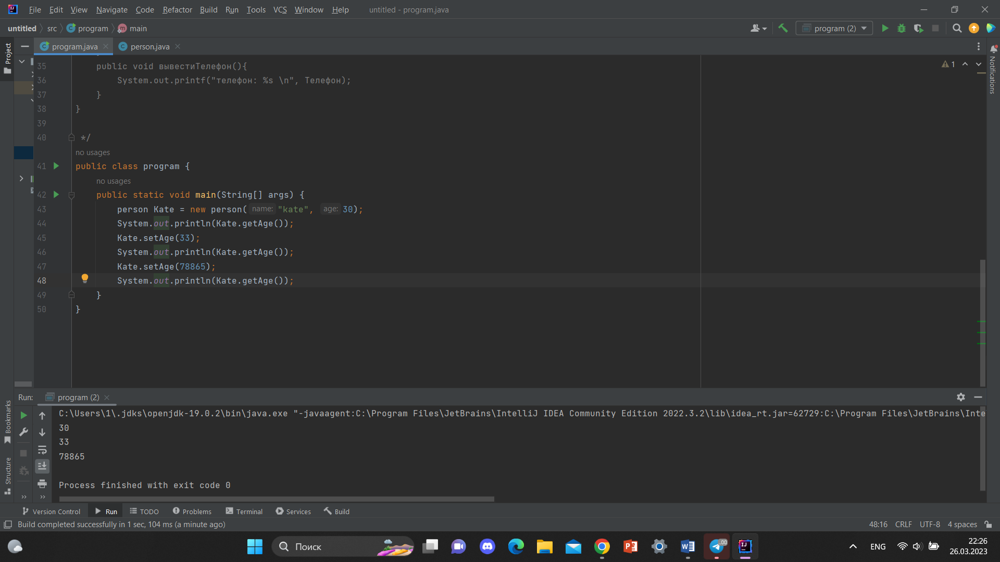 File Edit View Navigate Code Refactor Build Run Tools VCS Window Help untitled - program.java
untitled src program main program (2)
program.java person.java
Project
Notifications
1
35 public void вывестиТелефон(){
36 System.out.printf("телефон: %s \n", Телефон);
37 }
38 }
39
40 */
no usages
41 public class program {
no usages
42 public static void main(String[] args) {
43 person Kate = new person( name: "kate", age: 30);
44 System.out.println(Kate.getAge());
45 Kate.setAge(33);
46 System.out.println(Kate.getAge());
47 Kate.setAge(78865);
48 System.out.println(Kate.getAge());
49 }
50 }
Run: program (2)
Bookmarks
Structure
C:\Users\1\.jdks\openjdk-19.0.2\bin\java.exe "-javaagent:C:\Program Files\JetBrains\IntelliJ IDEA Community Edition 2022.3.2\lib\idea_rt.jar=62729:C:\Program Files\JetBrains\Inte
30
33
78865
Process finished with exit code 0
Version Control Run TODO Problems Terminal Services Build
Build completed successfully in 1 sec, 104 ms (a minute ago) 48:16 CRLF UTF-8 4 spaces
Поиск ENG 22:26
26.03.2023